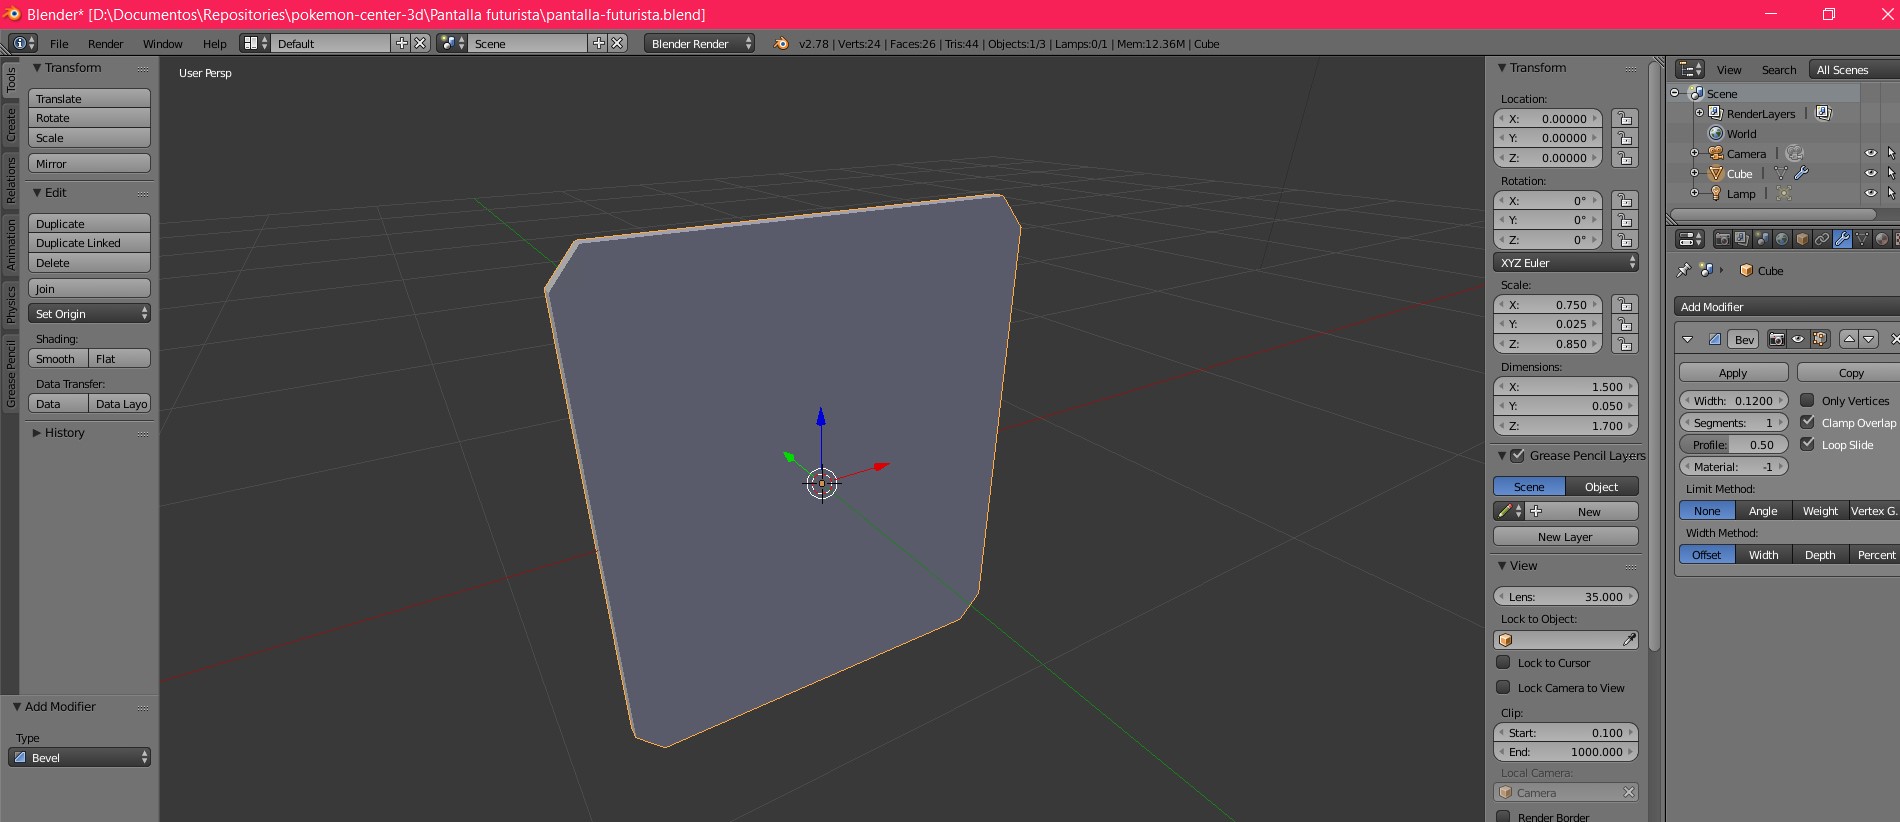 Blender* [D:\Documentos\Repositories\pokemon-center-3d\Pantalla futurista\pantalla-futurista.blend]
File Render Window Help Default Scene Blender Render v2.78 | Verts:24 | Faces:26 | Tris:44 | Objects:1/3 | Lamps:0/1 | Mem:12.36M | Cube
Tools
Create
Relations
Animation
Physics
Grease Pencil
Transform
Translate
Rotate
Scale
Mirror
Edit
Duplicate
Duplicate Linked
Delete
Join
Set Origin
Shading:
Smooth Flat
Data Transfer:
Data Data Layo
History
Add Modifier
Type
Bevel
User Persp
Transform
Location:
X: 0.00000
Y: 0.00000
Z: 0.00000
Rotation:
X: 0°
Y: 0°
Z: 0°
XYZ Euler
Scale:
X: 0.750
Y: 0.025
Z: 0.850
Dimensions:
X: 1.500
Y: 0.050
Z: 1.700
Grease Pencil Layers
Scene Object
New
New Layer
View
Lens: 35.000
Lock to Object:
Lock to Cursor
Lock Camera to View
Clip:
Start: 0.100
End: 1000.000
Local Camera:
Camera
Render Border
View Search All Scenes
Scene
RenderLayers |
World
Camera |
Cube |
Lamp |
Cube
Add Modifier
Bev
Apply Copy
Width: 0.1200 Only Vertices
Segments: 1 Clamp Overlap
Profile: 0.50 Loop Slide
Material: -1
Limit Method:
None Angle Weight Vertex G.
Width Method:
Offset Width Depth Percent